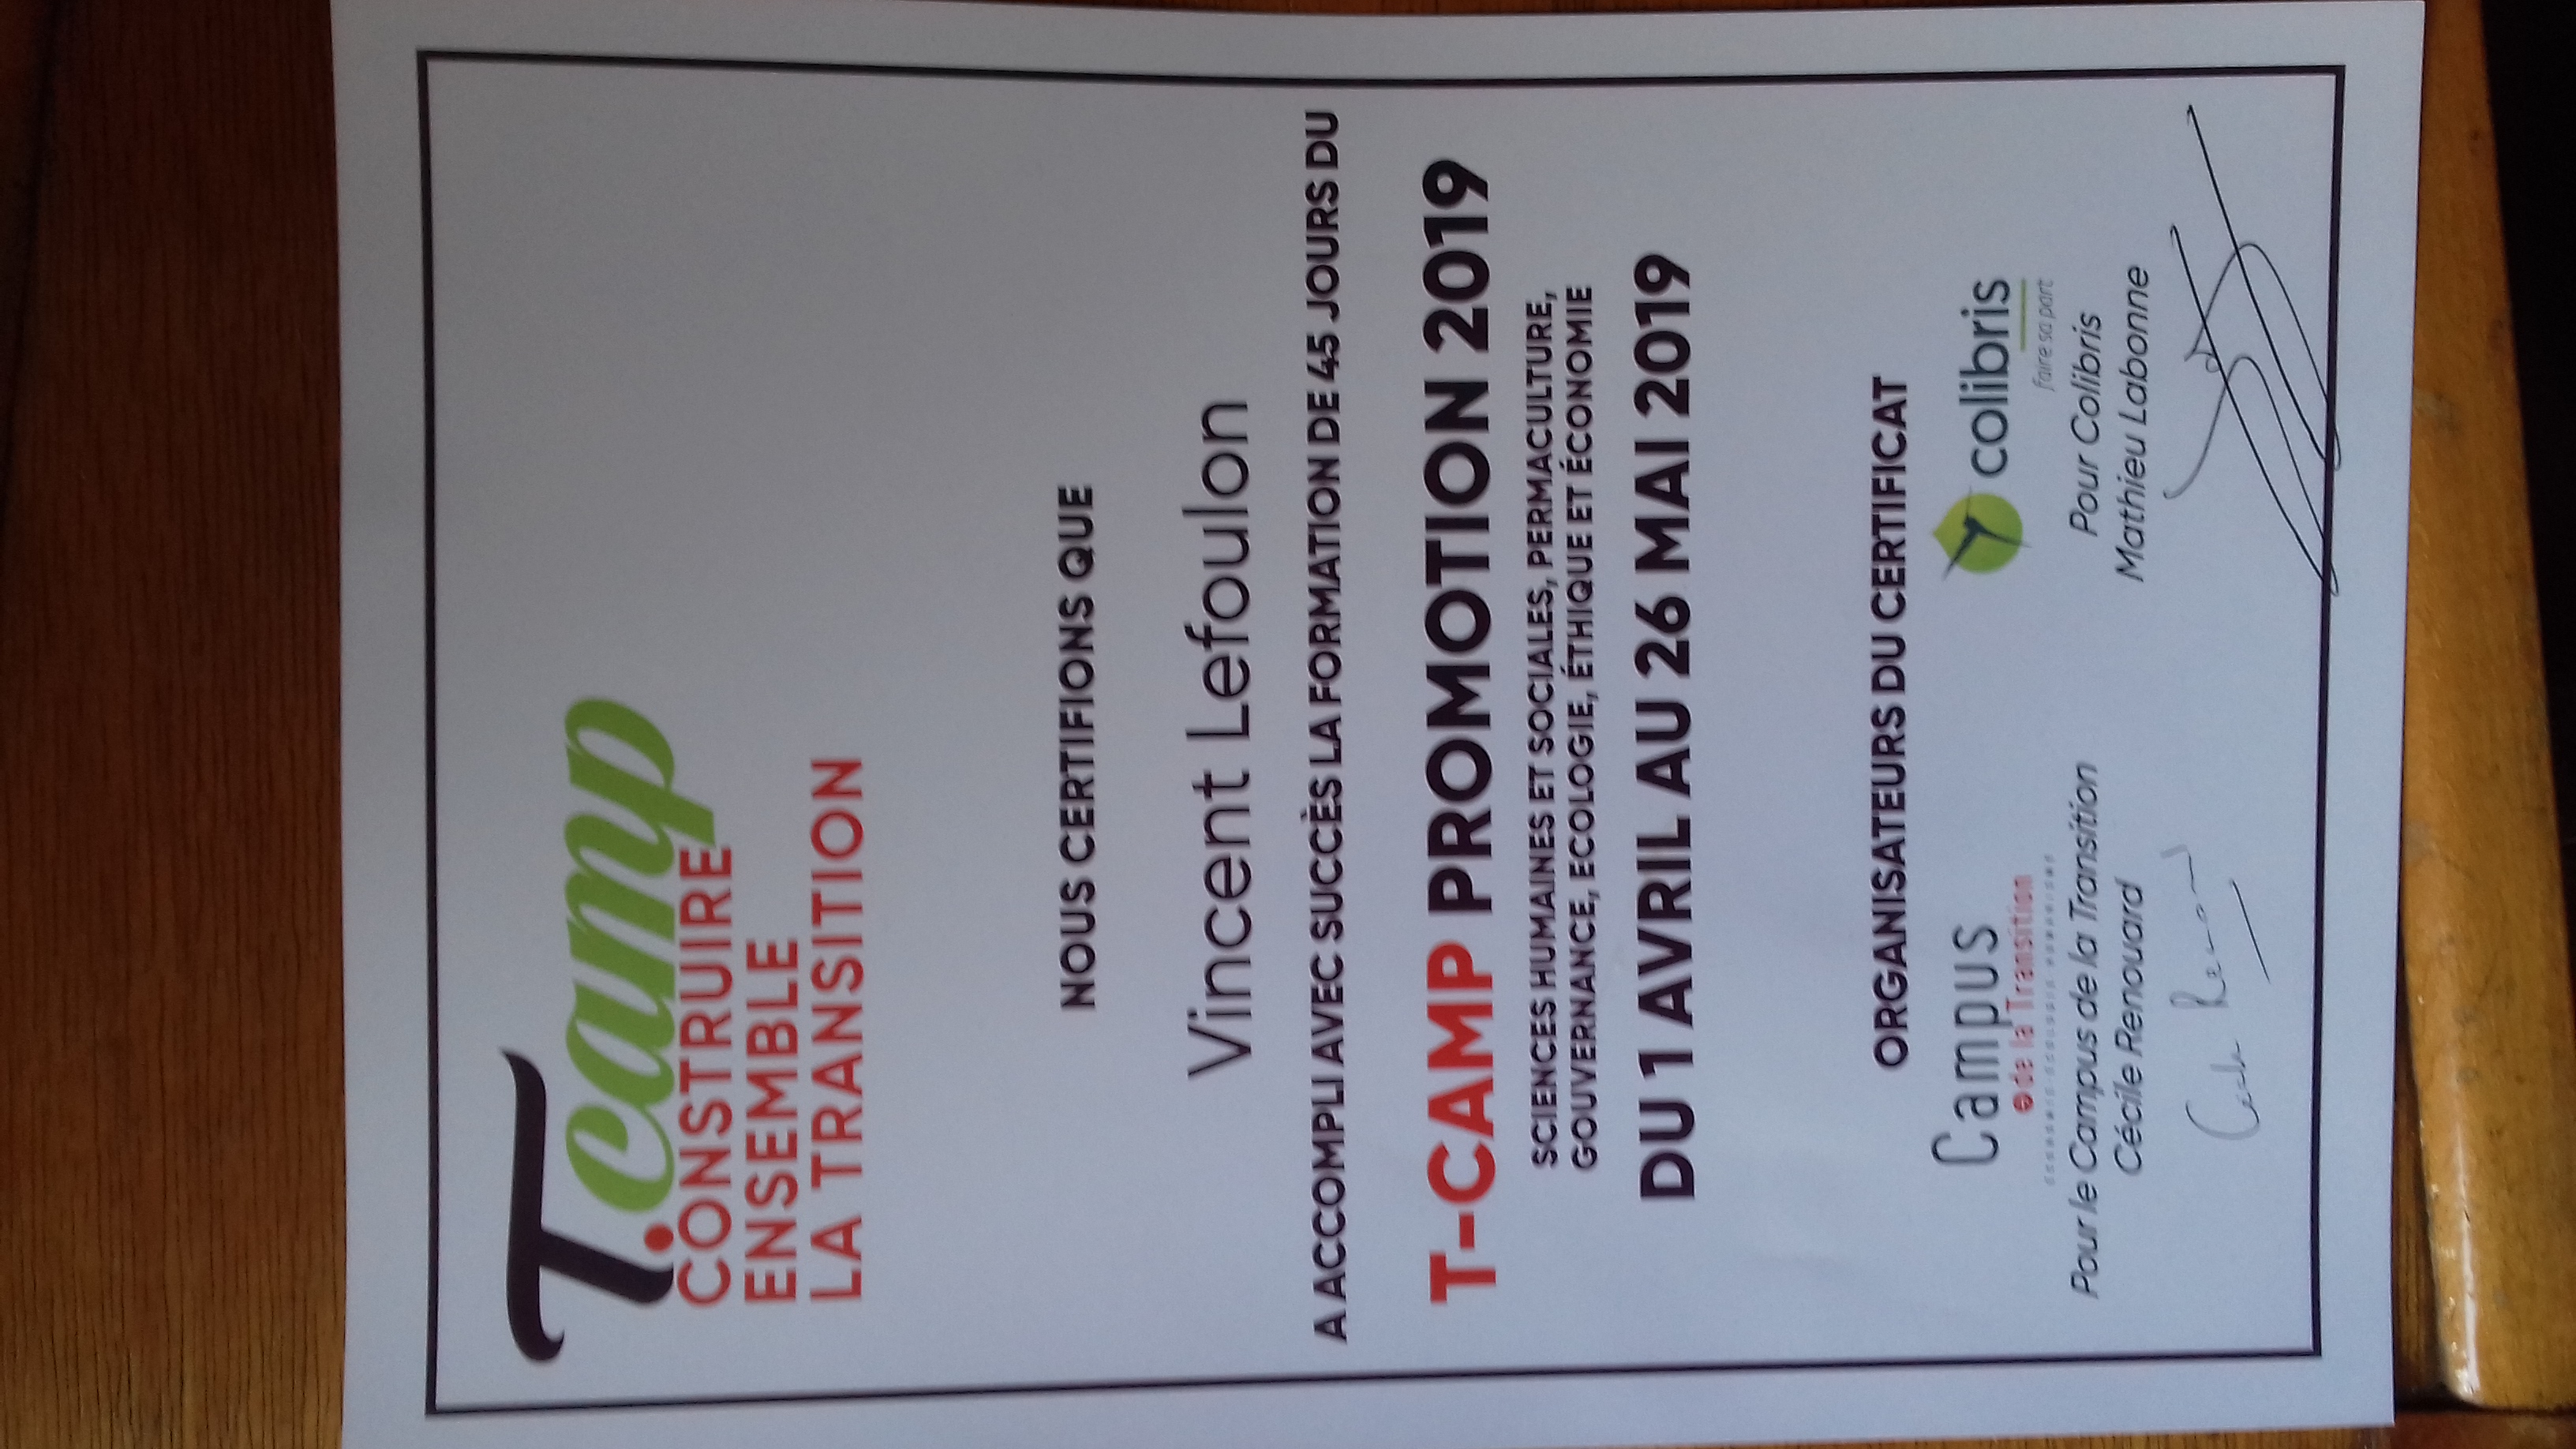 T.camp
CONSTRUIRE
ENSEMBLE
LA TRANSITION
NOUS CERTIFIONS QUE
Vincent Lefoulon
A ACCOMPLI AVEC SUCCÈS LA FORMATION DE 45 JOURS DU
T-CAMP PROMOTION 2019
SCIENCES HUMAINES ET SOCIALES, PERMACULTURE,
GOUVERNANCE, ECOLOGIE, ÉTHIQUE ET ÉCONOMIE
DU 1 AVRIL AU 26 MAI 2019
ORGANISATEURS DU CERTIFICAT
Campus
de la Transition
ECONOMIE ECOLOGIE HUMANISME
Pour le Campus de la Transition
Cécile Renouard
colibris
faire sa part
Pour Colibris
Mathieu Labonne